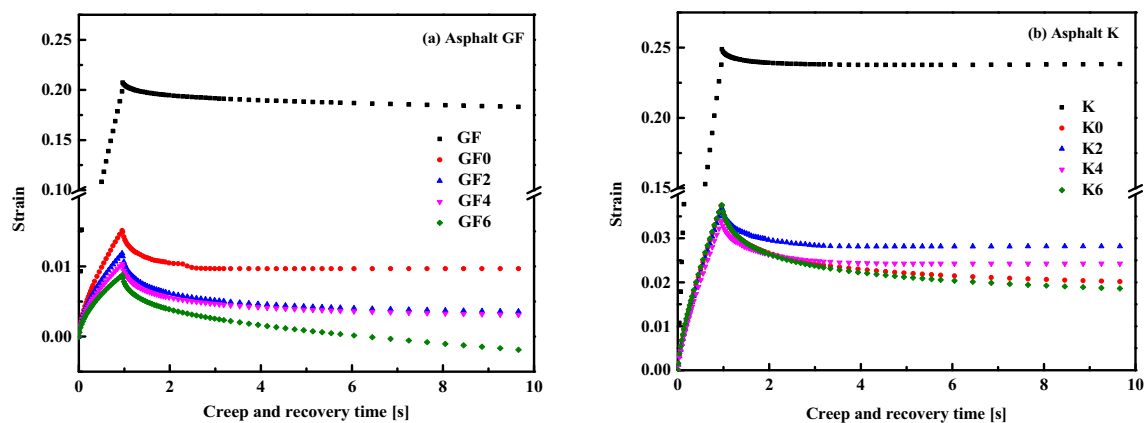 (a) Asphalt GF
0.25
0.20
0.15
0.10
0.01
0.00
Strain
GF
GF0
GF2
GF4
GF6
0 2 4 6 8 10
Creep and recovery time [s]
(b) Asphalt K
0.25
0.20
0.15
0.03
0.02
0.01
0.00
Strain
K
K0
K2
K4
K6
0 2 4 6 8 10
Creep and recovery time [s]